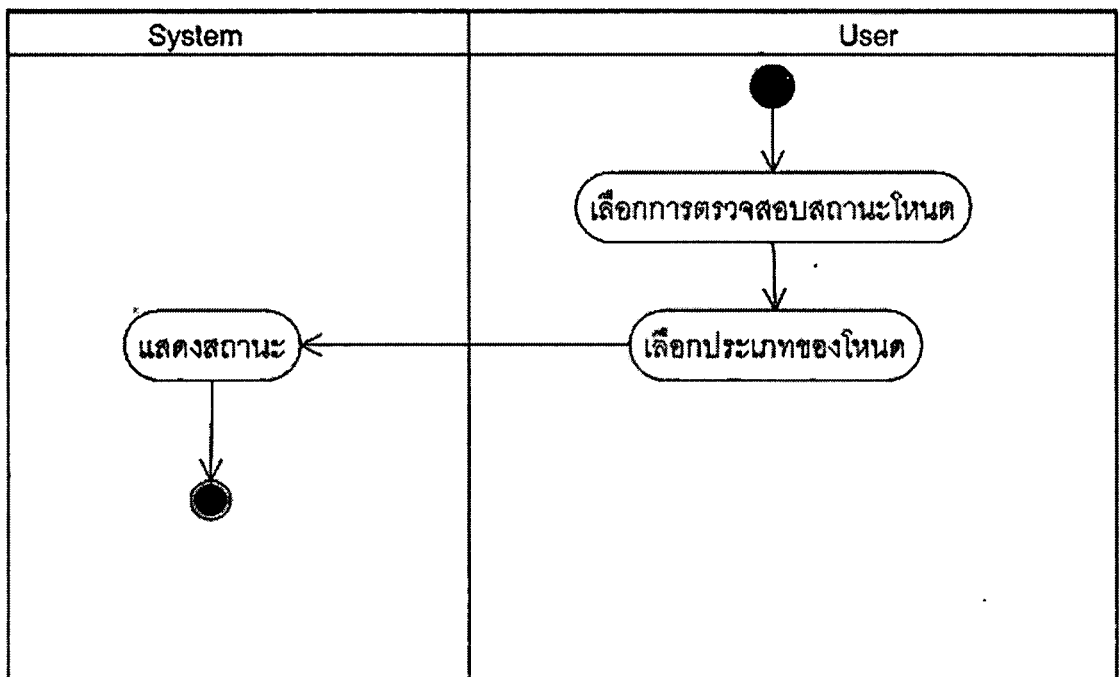 System
User
เลือกการตรวจสอบสถานะโหนด
แสดงสถานะ
เลือกประเภทของโหนด